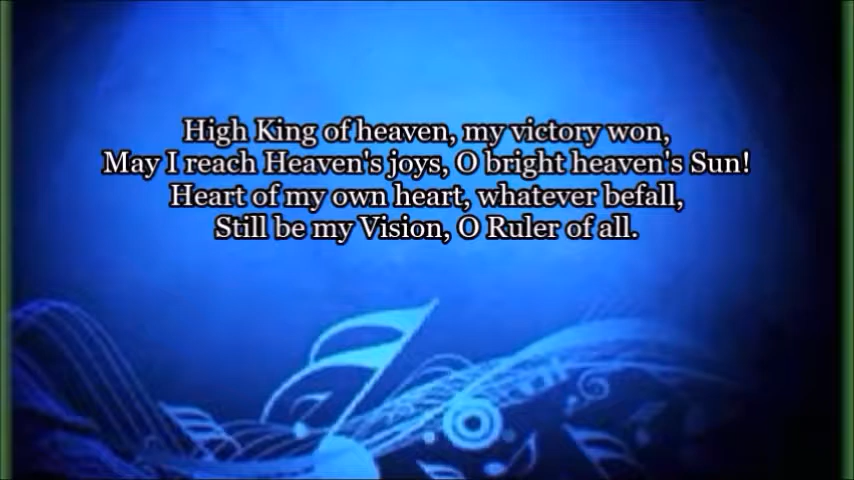 High King of heaven, my victory won,
May I reach Heaven's joys, O bright heaven's Sun!
Heart of my own heart, whatever befall,
Still be my Vision, O Ruler of all.